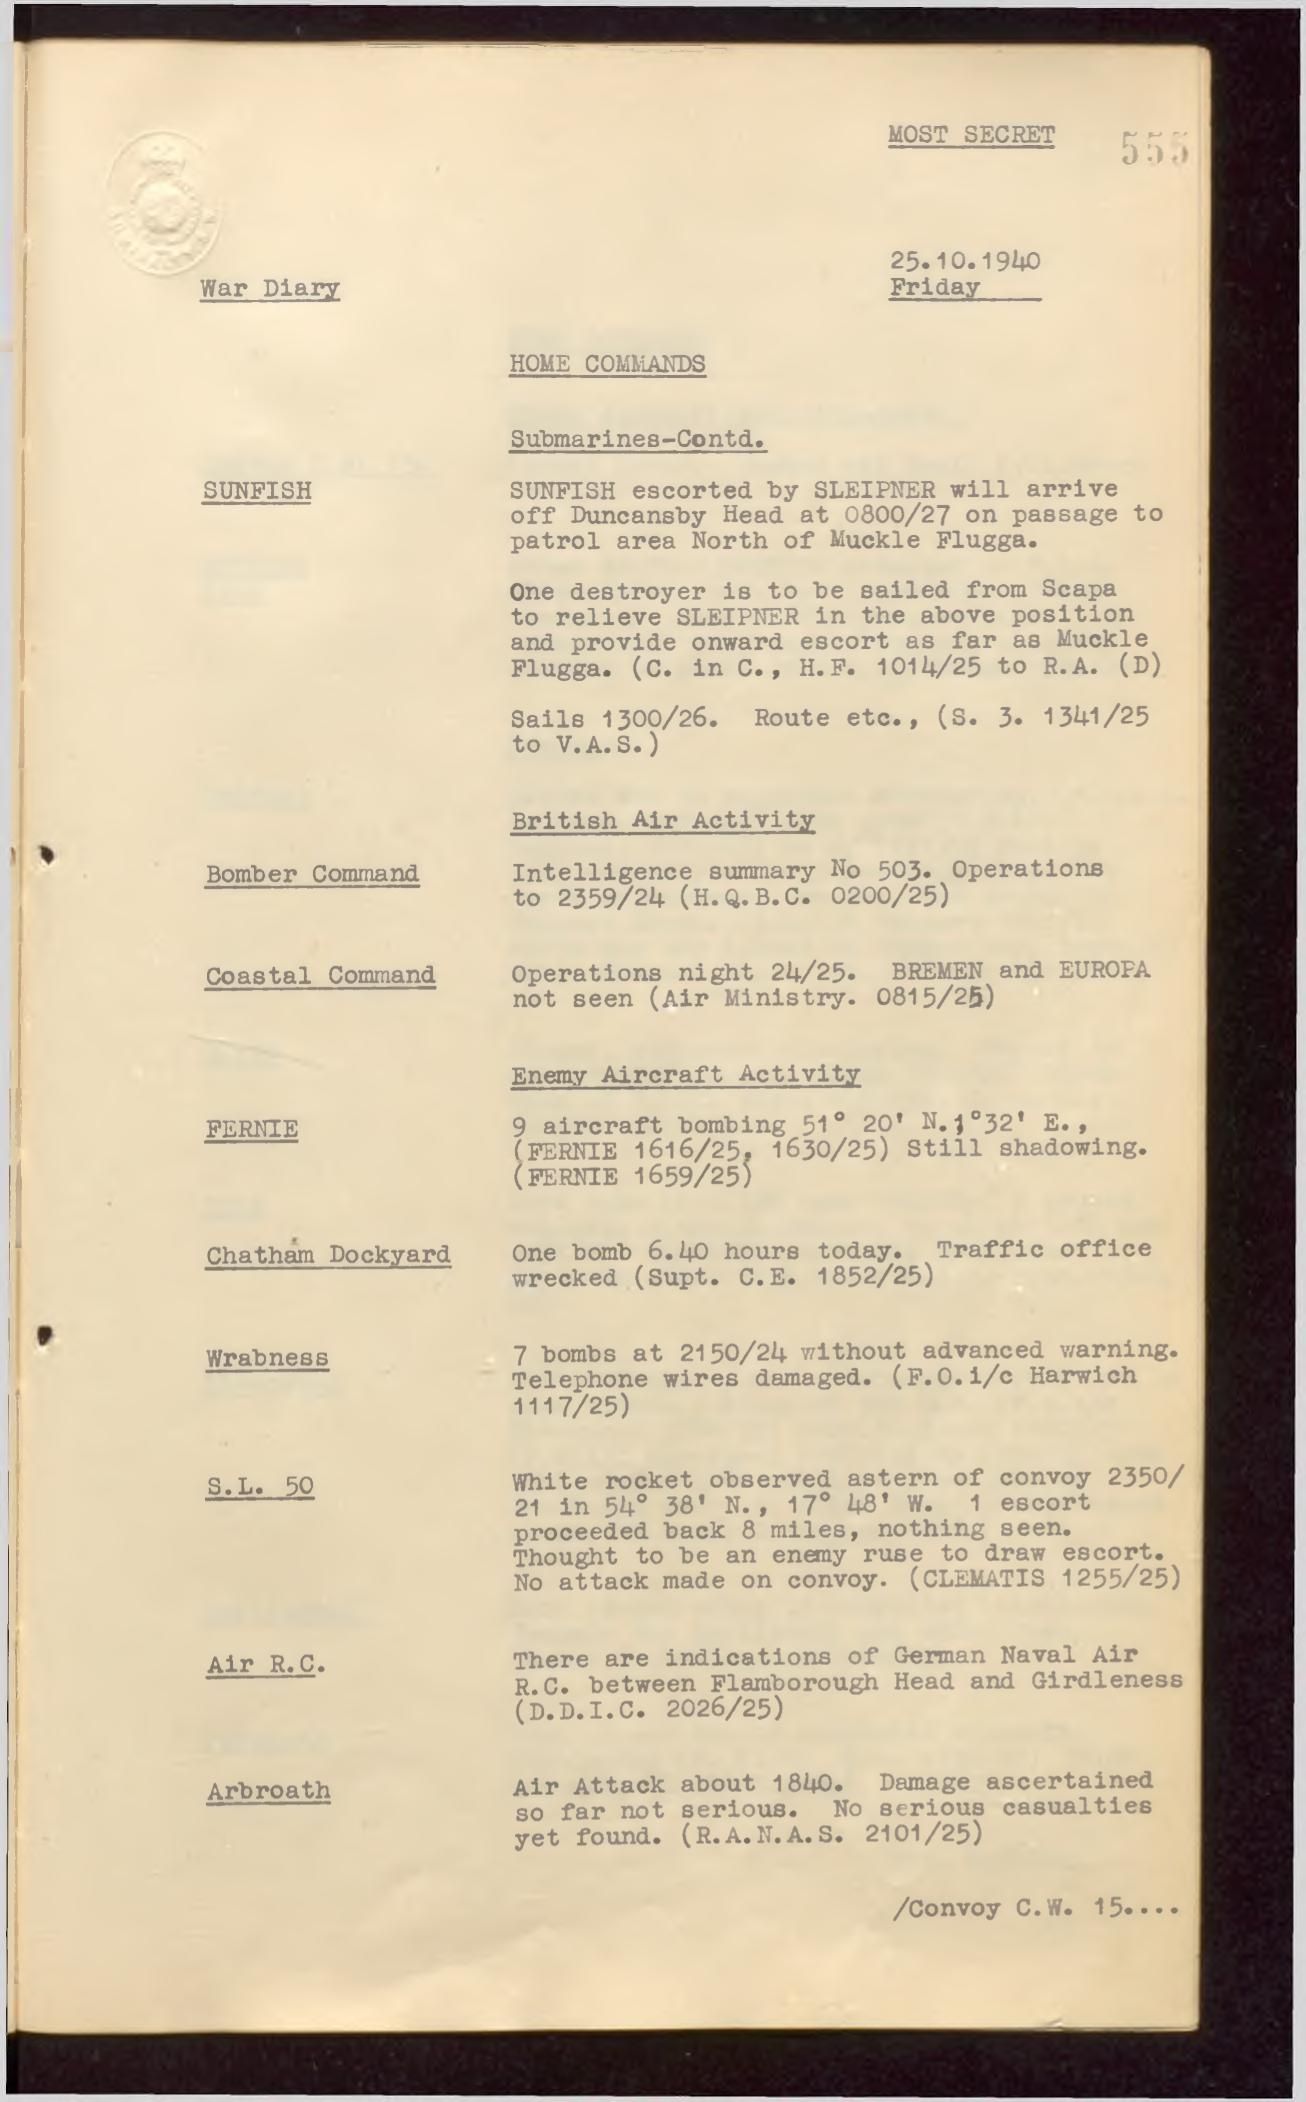 MOST SECRET
555
25.10.1940
War Diary
Friday
HOME COMMANDS
Submarines-Contd.
SUNFISH
SUNFISH escorted by SLEIPNER will arrive
off Duncansby Head at 0800/27 on passage to
patrol area North of Muckle Flugga.
One destroyer is to be sailed from Scapa
to relieve SLEIPNER in the above position
and provide onward escort as far as Muckle
Flugga. (C. in C., H.F. 1014/25 to R.A. (D)
Sails 1300/26. Route etc., (S. 3. 1341/25
to V.A.S.)
British Air Activity
Bomber Command
Intelligence summary No 503. Operations
to 2359/24 (H.Q.B.C. 0200/25)
Coastal Command
Operations night 24/25. BREMEN and EUROPA
not seen (Air Ministry. 0815/25)
Enemy Aircraft Activity
FERNIE
9 aircraft bombing 51° 20' N.1°32' E.,
(FERNIE 1616/25, 1630/25) Still shadowing.
(FERNIE 1659/25)
Chatham Dockyard
One bomb 6.40 hours today. Traffic office
wrecked (Supt. C.E. 1852/25)
Wrabness
7 bombs at 2150/24 without advanced warning.
Telephone wires damaged. (F.O.i/c Harwich
1117/25)
S.L. 50
White rocket observed astern of convoy 2350/
21 in 54° 38' N., 17° 48' W. 1 escort
proceeded back 8 miles, nothing seen.
Thought to be an enemy ruse to draw escort.
No attack made on convoy. (CLEMATIS 1255/25)
Air R.C.
There are indications of German Naval Air
R.C. between Flamborough Head and Girdleness
(D.D.I.C. 2026/25)
Arbroath
Air Attack about 1840. Damage ascertained
so far not serious. No serious casualties
yet found. (R.A.N.A.S. 2101/25)
/Convoy C.W. 15....